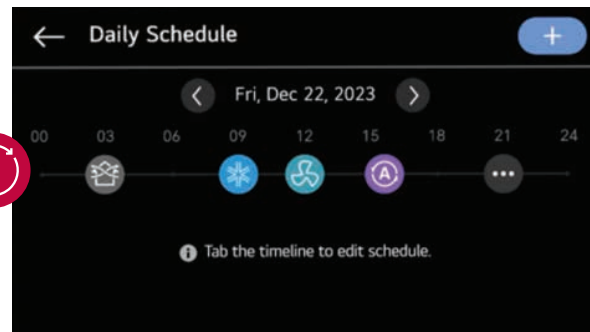 Daily Schedule
Fri, Dec 22, 2023
00 03 06 09 12 15 18 21 24
A
Tab the timeline to edit schedule.